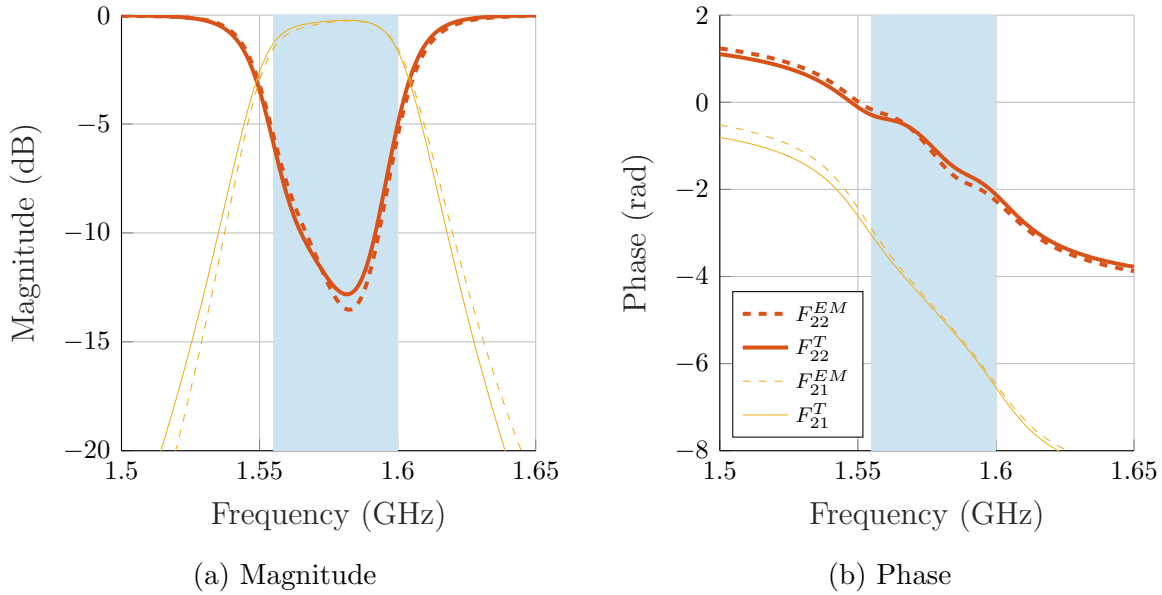 0
−5
−10
−15
−20
1.5
1.55
1.6
1.65
Magnitude (dB)
Frequency (GHz)
(a) Magnitude
2
0
−2
−4
−6
−8
1.5
1.55
1.6
1.65
Phase (rad)
F_{22}^{EM}
F_{22}^{T}
F_{21}^{EM}
F_{21}^{T}
Frequency (GHz)
(b) Phase